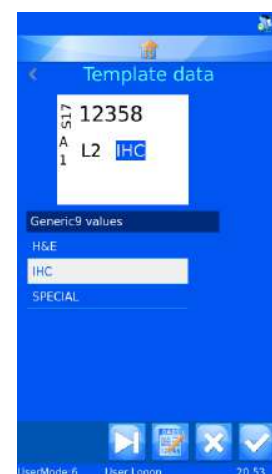 Template data
S17 12358
A 1 L2 IHC
Generic9 values
H&E
IHC
SPECIAL
UserMode:6 User Logon 20.53